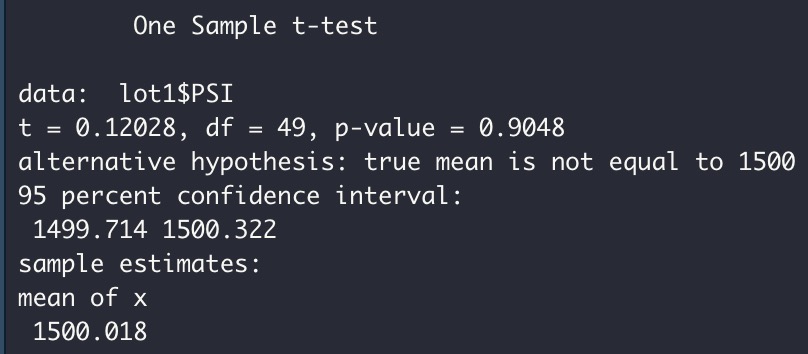 One Sample t-test
data:  lot1$PSI
t = 0.12028, df = 49, p-value = 0.9048
alternative hypothesis: true mean is not equal to 1500
95 percent confidence interval:
1499.714 1500.322
sample estimates:
mean of x
1500.018